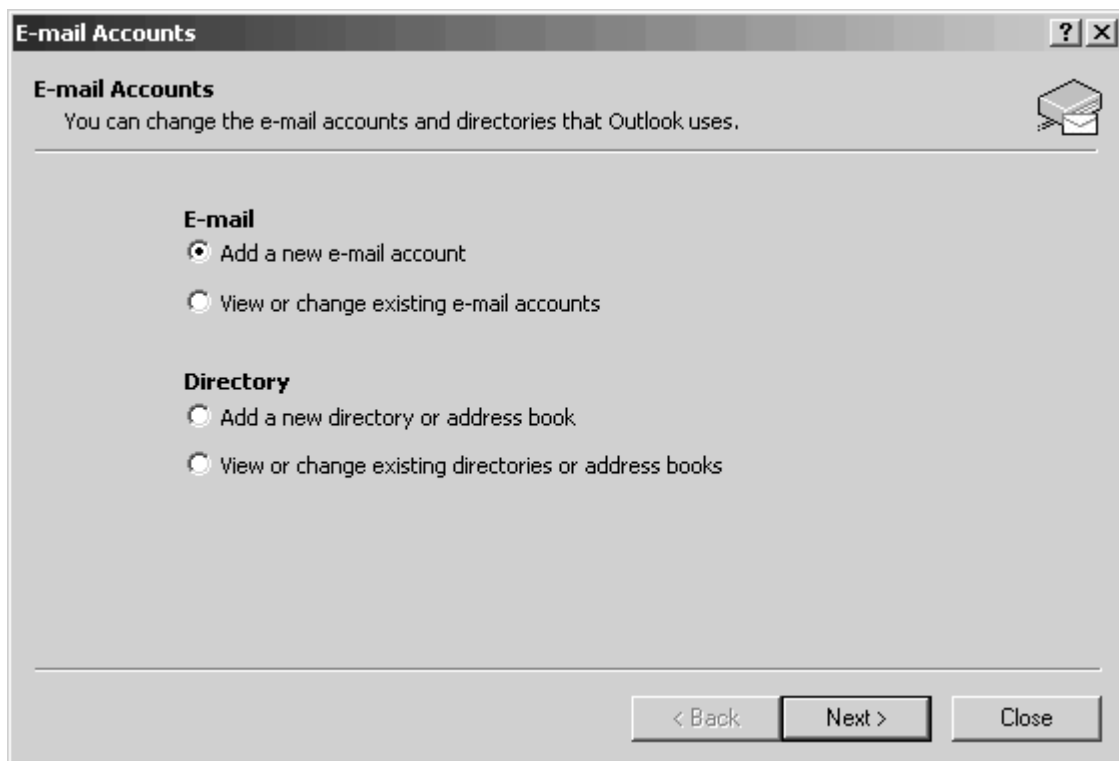 E-mail Accounts
E-mail Accounts
You can change the e-mail accounts and directories that Outlook uses.
E-mail
Add a new e-mail account
View or change existing e-mail accounts
Directory
Add a new directory or address book
View or change existing directories or address books
< Back Next > Close